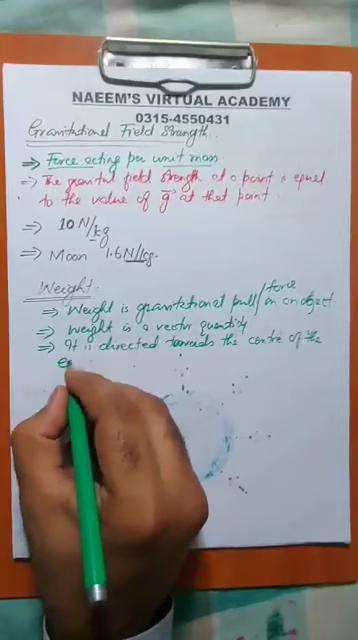 NAEEM'S VIRTUAL ACADEMY
0315-4550431
Gravitational Field Strength.
⇒ Force acting per unit mass
⇒ The gravital field strength at a point is equal
to the value of g⃗ at that point.
⇒ 10 N/kg
⇒ Moon 1.6 N/kg.
Weight.
⇒ Weight is gravitational pull/force on an object.
⇒ Weight is a vector quantity
⇒ It is directed towards the centre of the